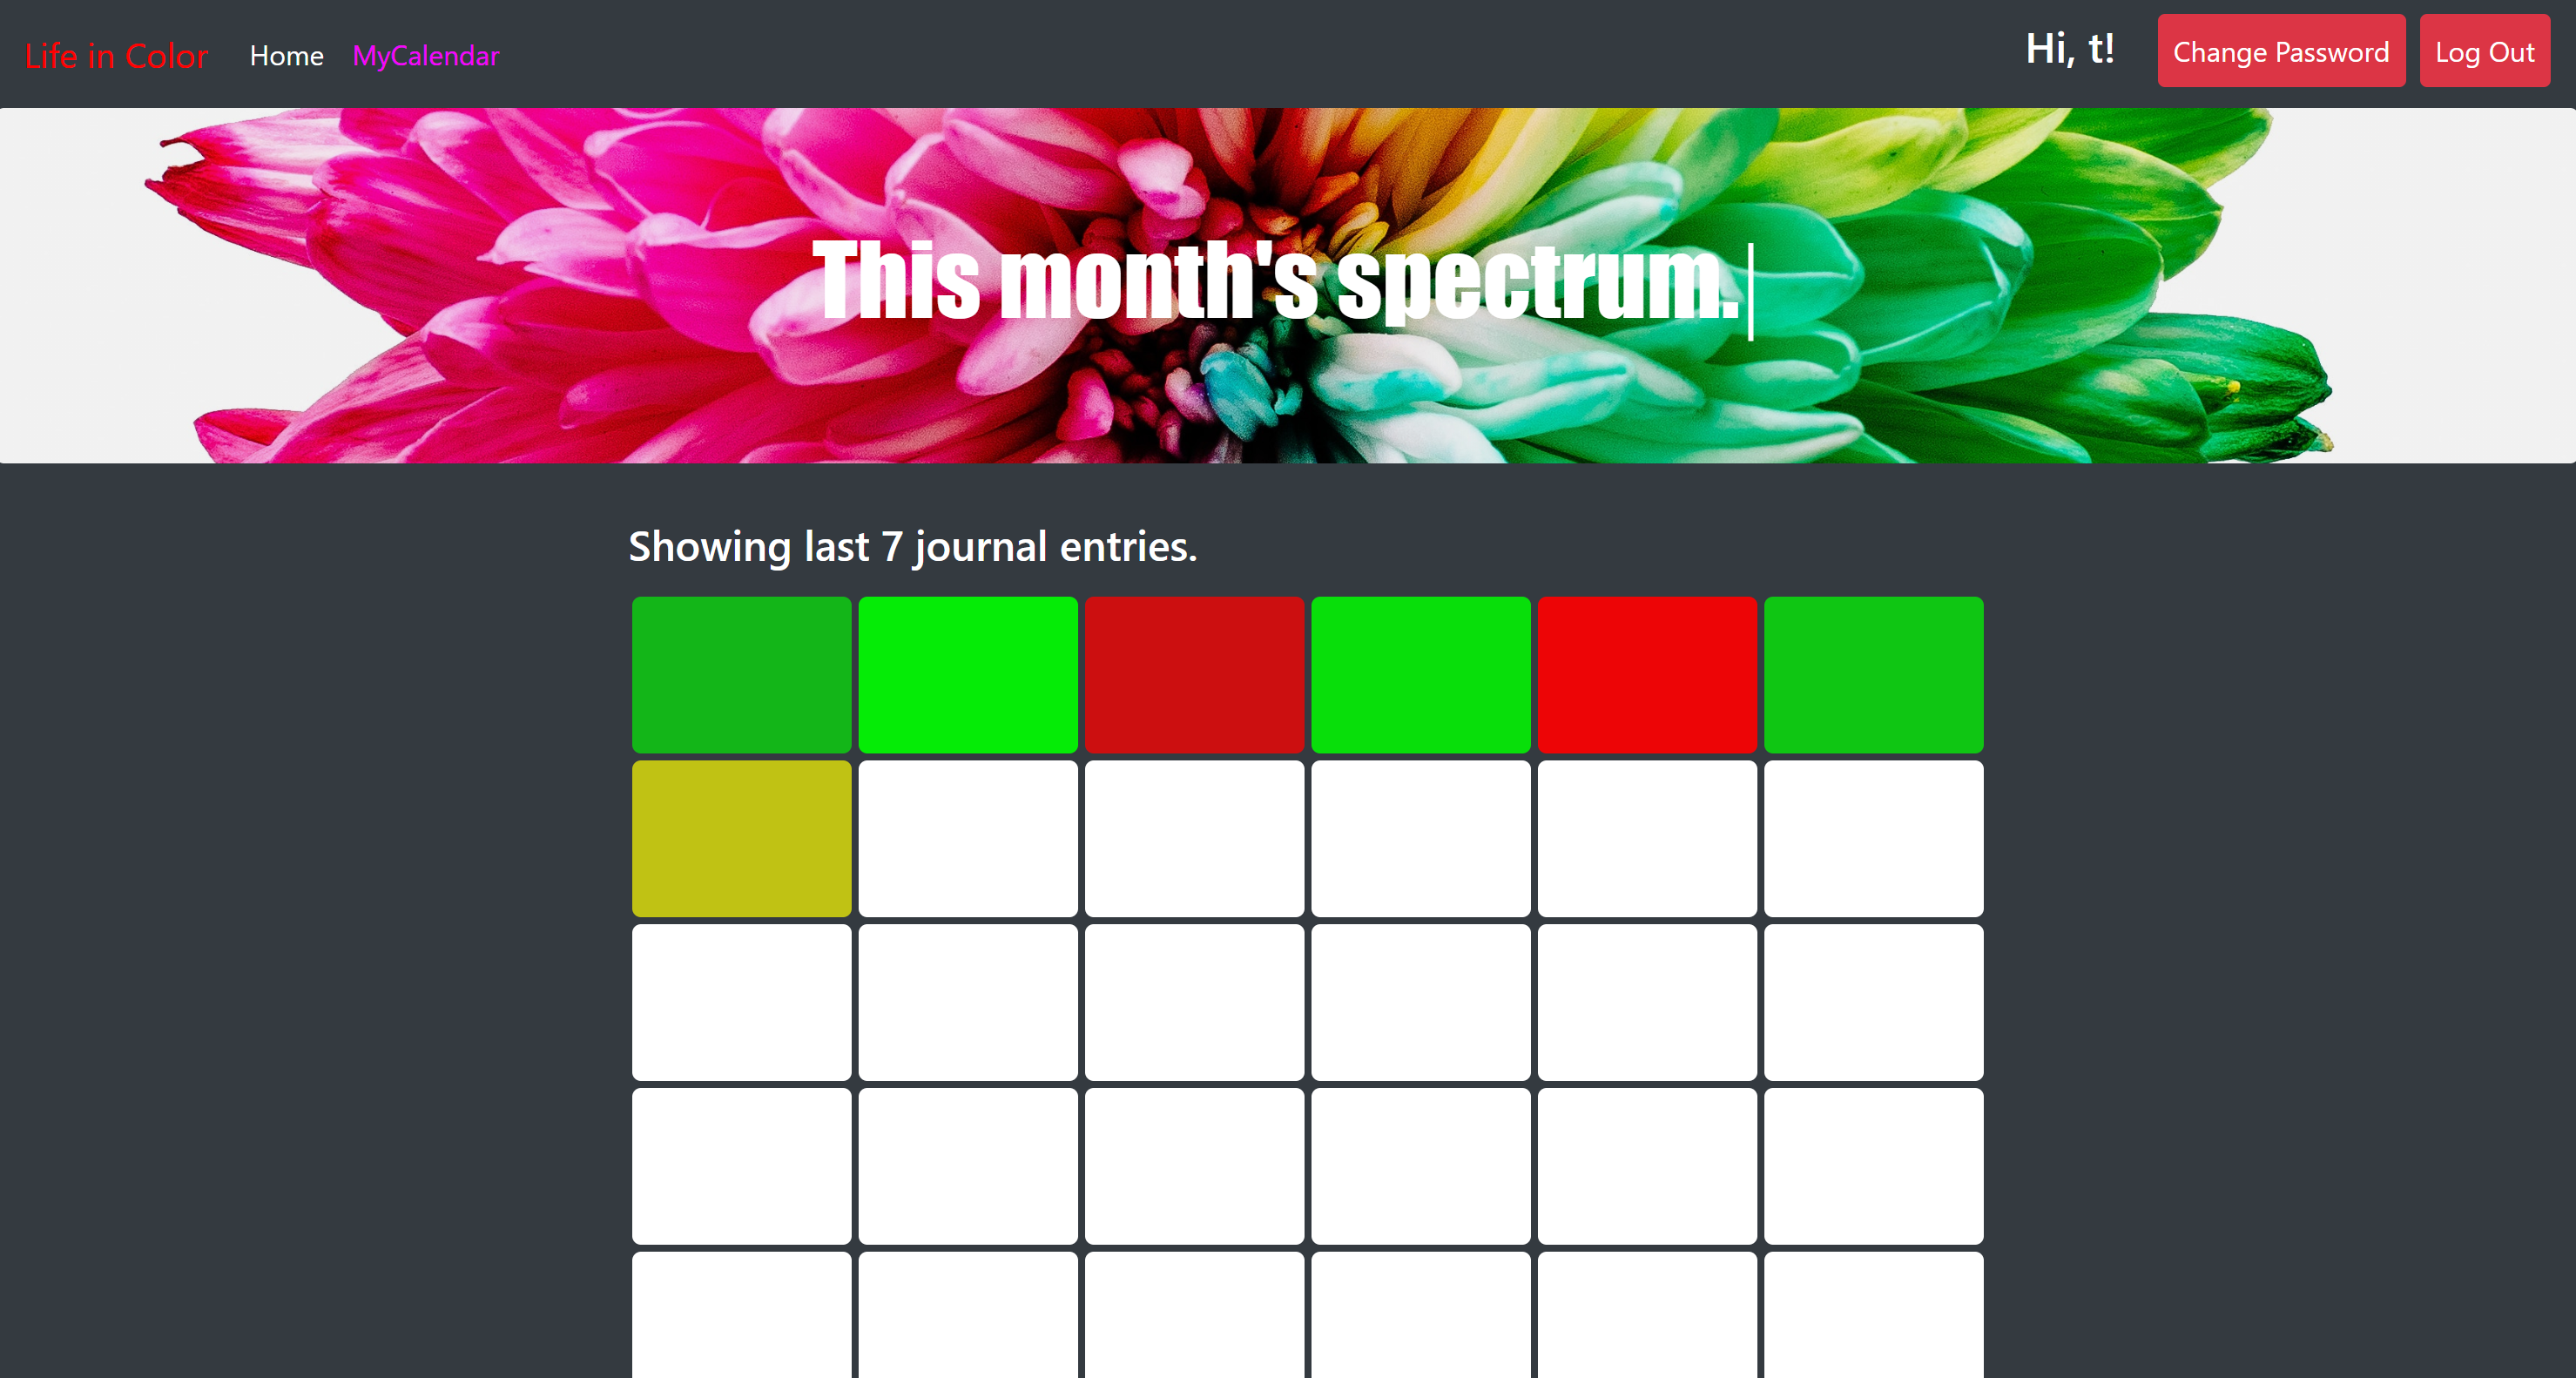 Life in Color Home MyCalendar Hi, t! Change Password Log Out
This month's spectrum.
Showing last 7 journal entries.